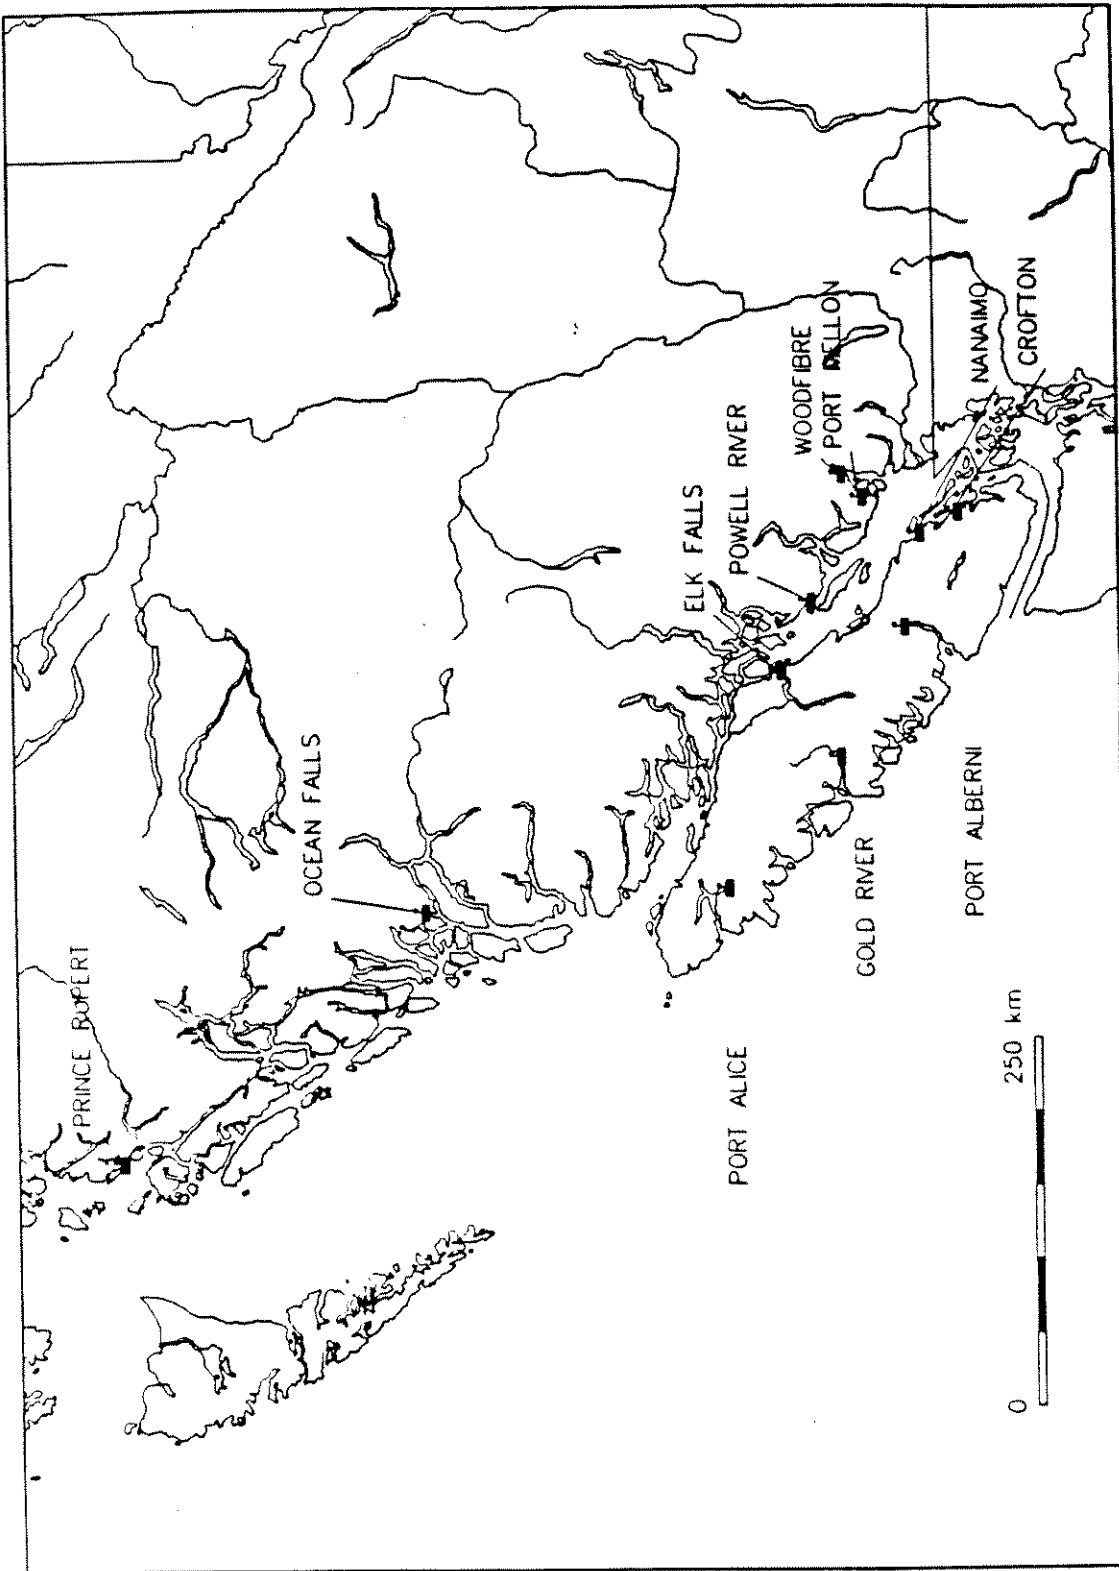 PRINCE RUPERT
OCEAN FALLS
ELK FALLS
POWELL RIVER
WOODFIBRE
PORT MELLON
NANAIMO
CROFTON
PORT ALICE
GOLD RIVER
PORT ALBERNI
0 250 km